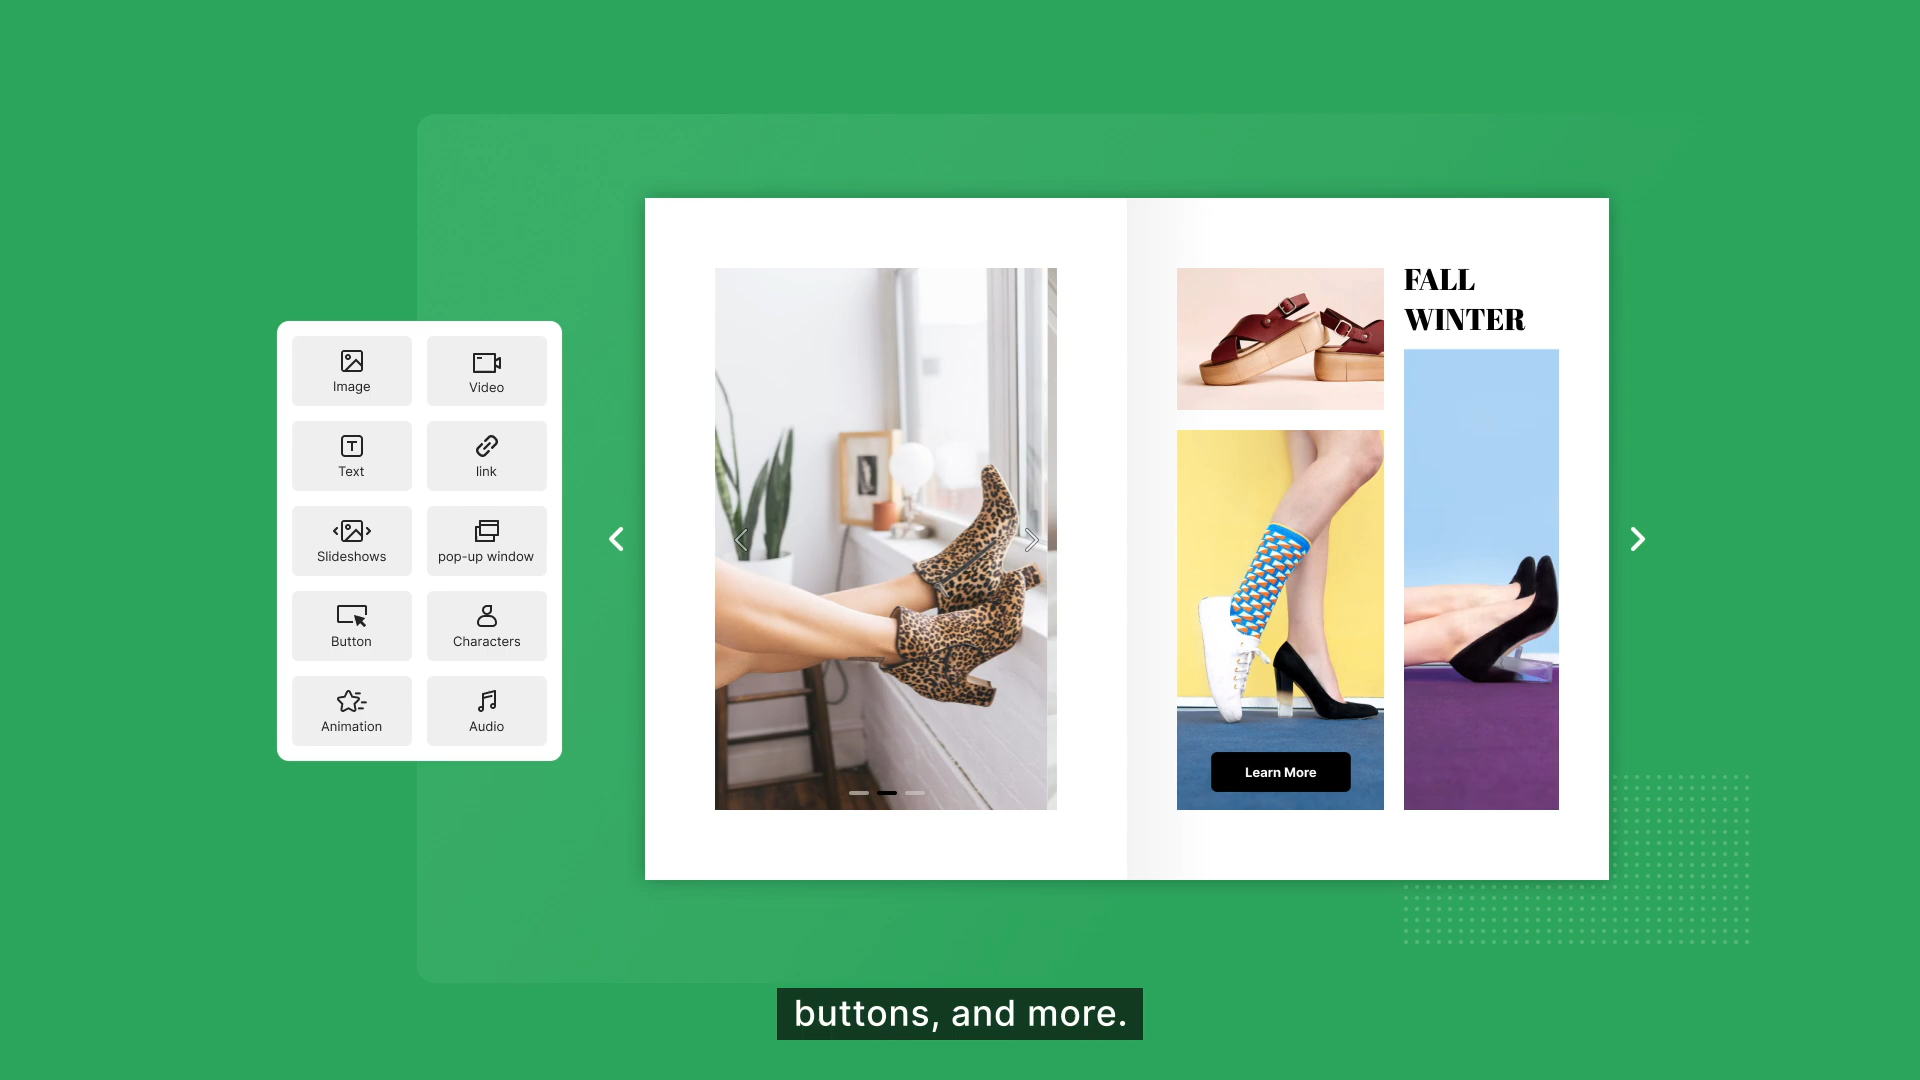 Image
Video
Text
link
Slideshows
pop-up window
Button
Characters
Animation
Audio
FALL
WINTER
Learn More
buttons, and more.